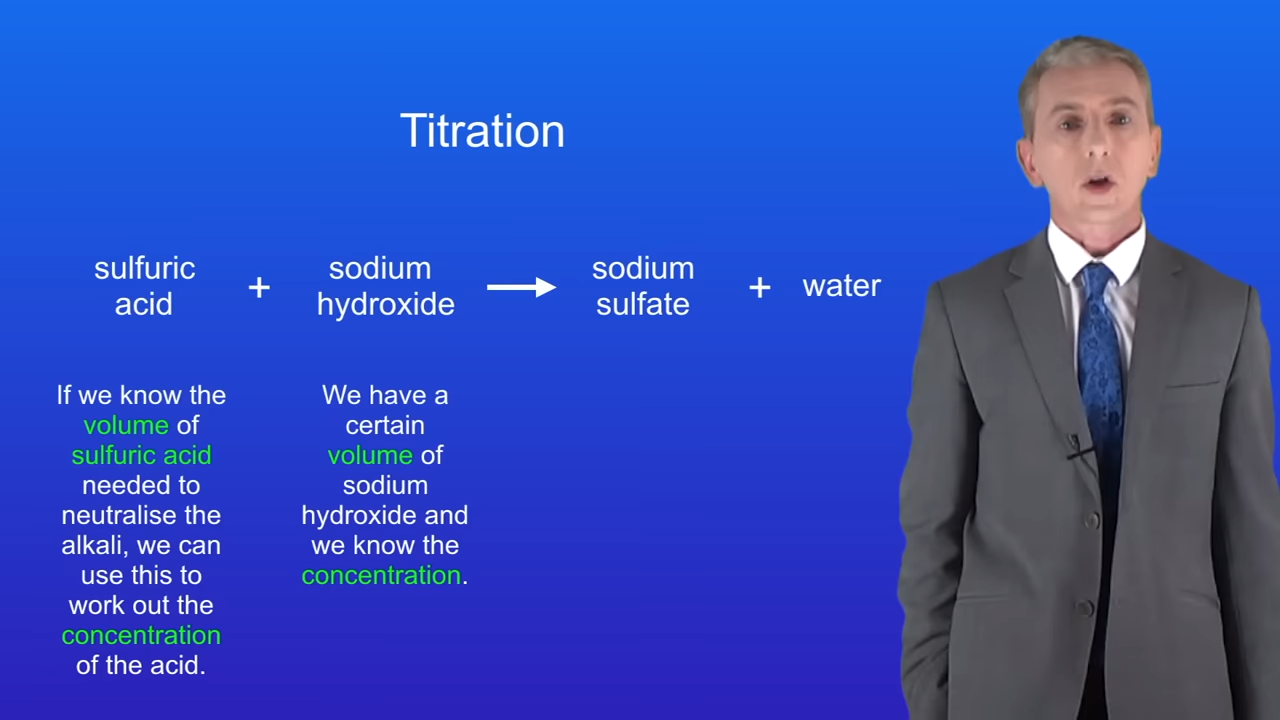 Titration
sulfuric
acid
+
sodium
hydroxide
sodium
sulfate
+
water
If we know the
volume of
sulfuric acid
needed to
neutralise the
alkali, we can
use this to
work out the
concentration
of the acid.
We have a
certain
volume of
sodium
hydroxide and
we know the
concentration.